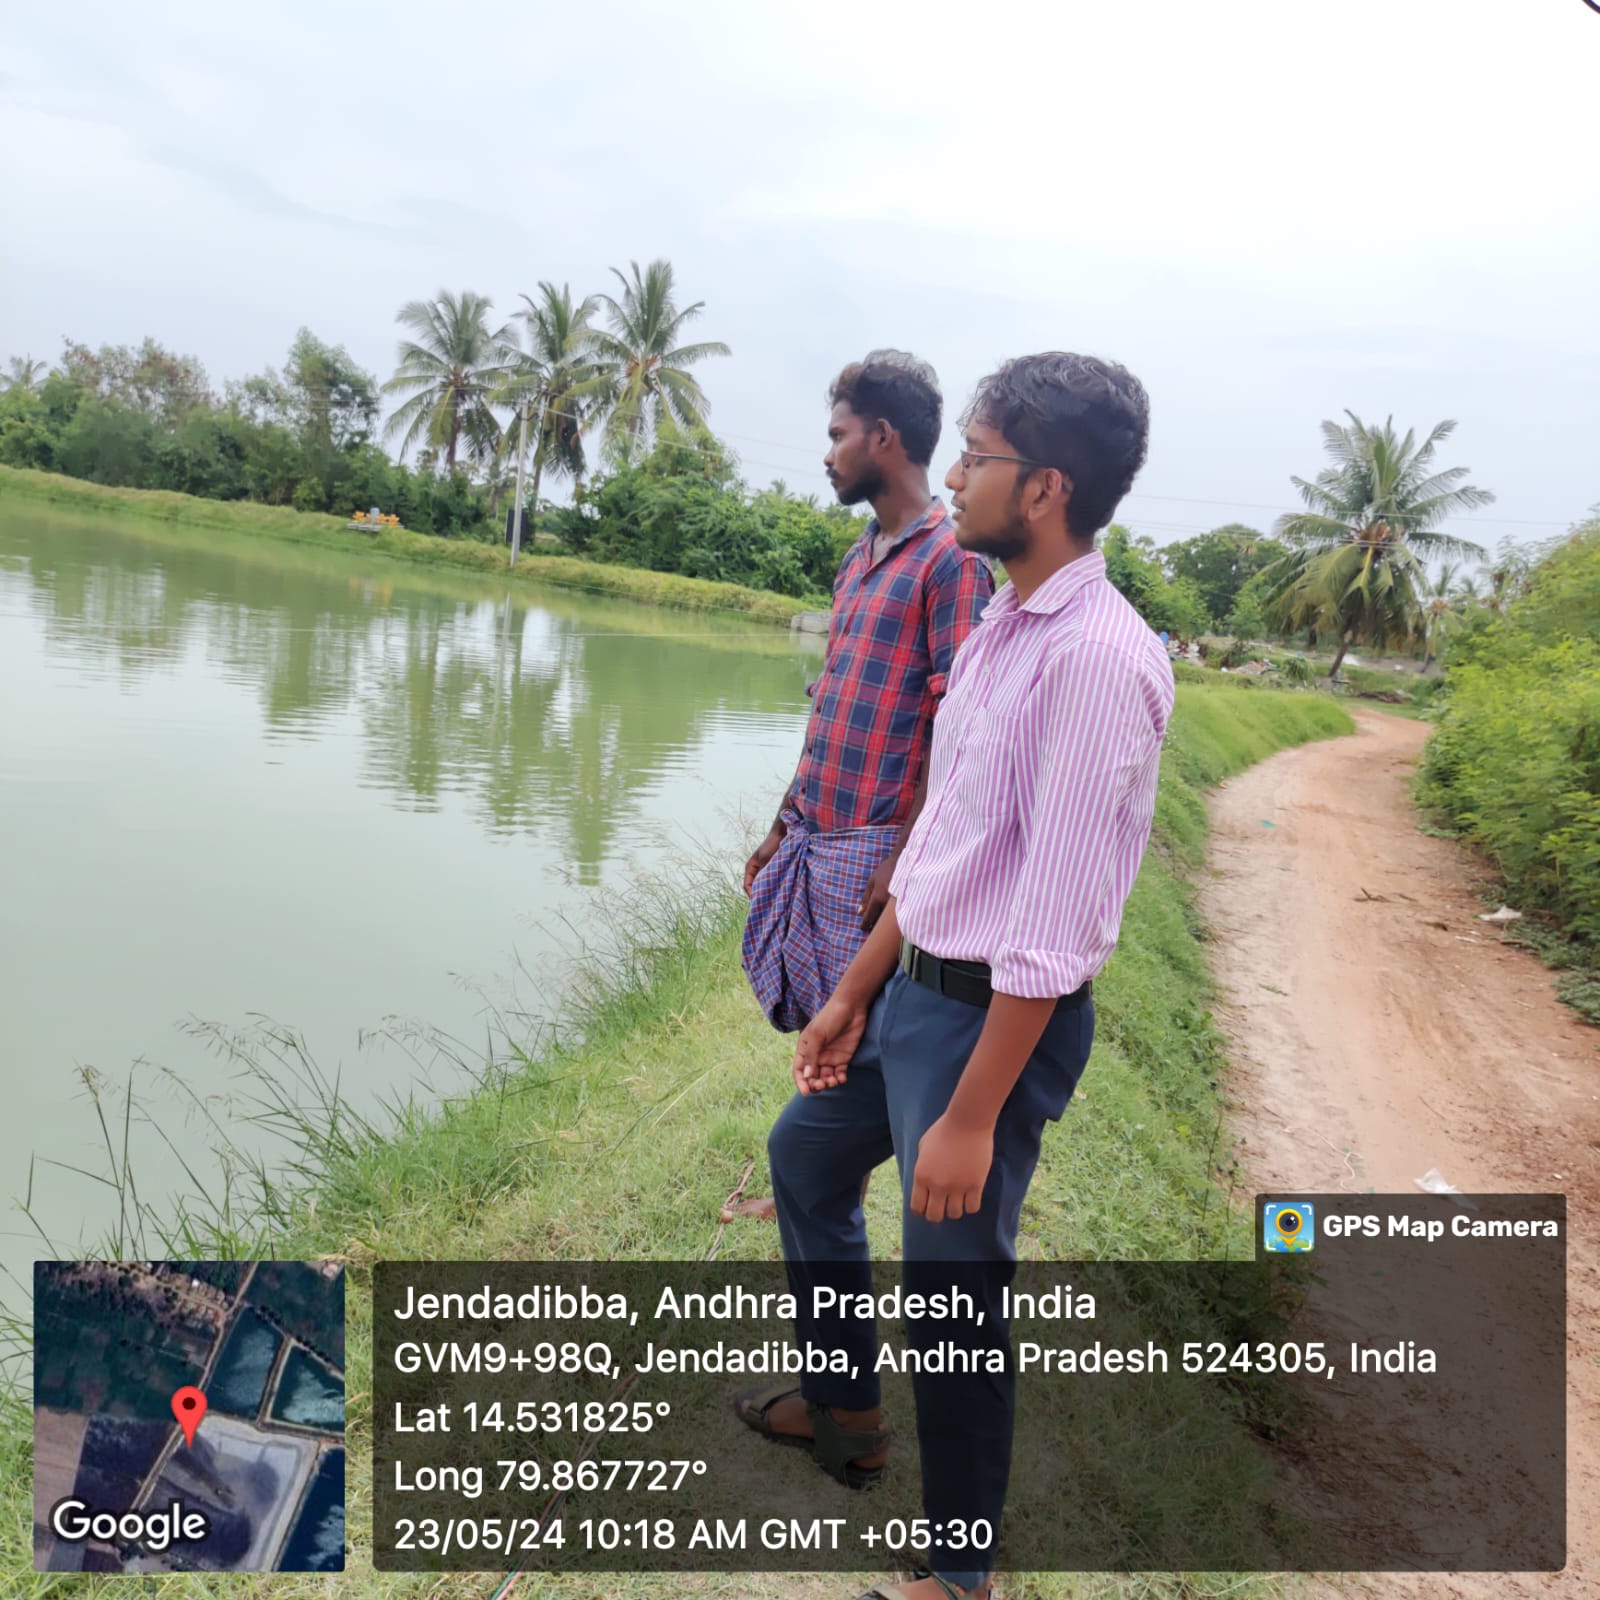 GPS Map Camera
Jendadibba, Andhra Pradesh, India
GVM9+98Q, Jendadibba, Andhra Pradesh 524305, India
Lat 14.531825°
Long 79.867727°
23/05/24 10:18 AM GMT +05:30
Google